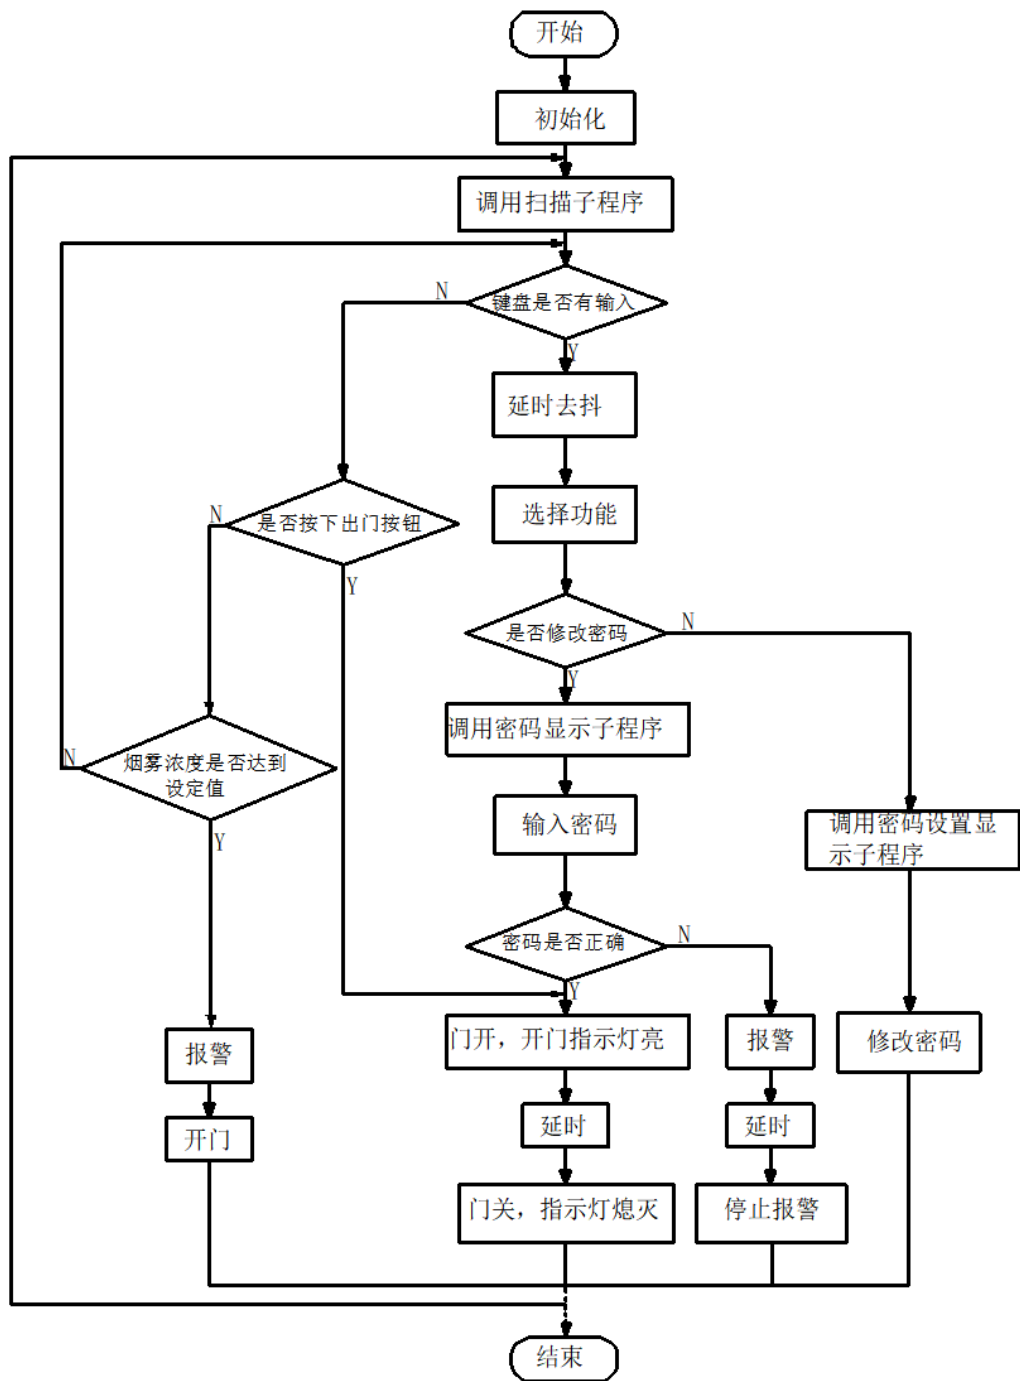 开始
初始化
调用扫描子程序
键盘是否有输入
N
Y
延时去抖
选择功能
是否按下出门按钮
N
Y
是否修改密码
N
Y
调用密码显示子程序
烟雾浓度是否达到
设定值
N
Y
输入密码
调用密码设置显
示子程序
密码是否正确
N
Y
报警
门开，开门指示灯亮
报警
修改密码
开门
延时
延时
门关，指示灯熄灭
停止报警
结束